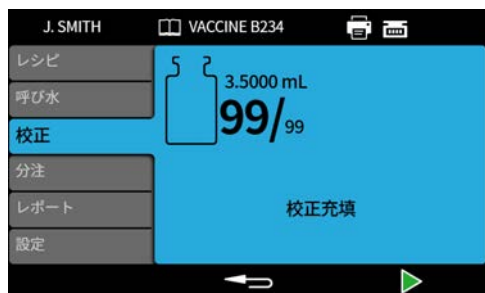 J. SMITH
VACCINE B234
レシピ
呼び水
校正
分注
レポート
設定
3.5000 mL
99/99
校正充填